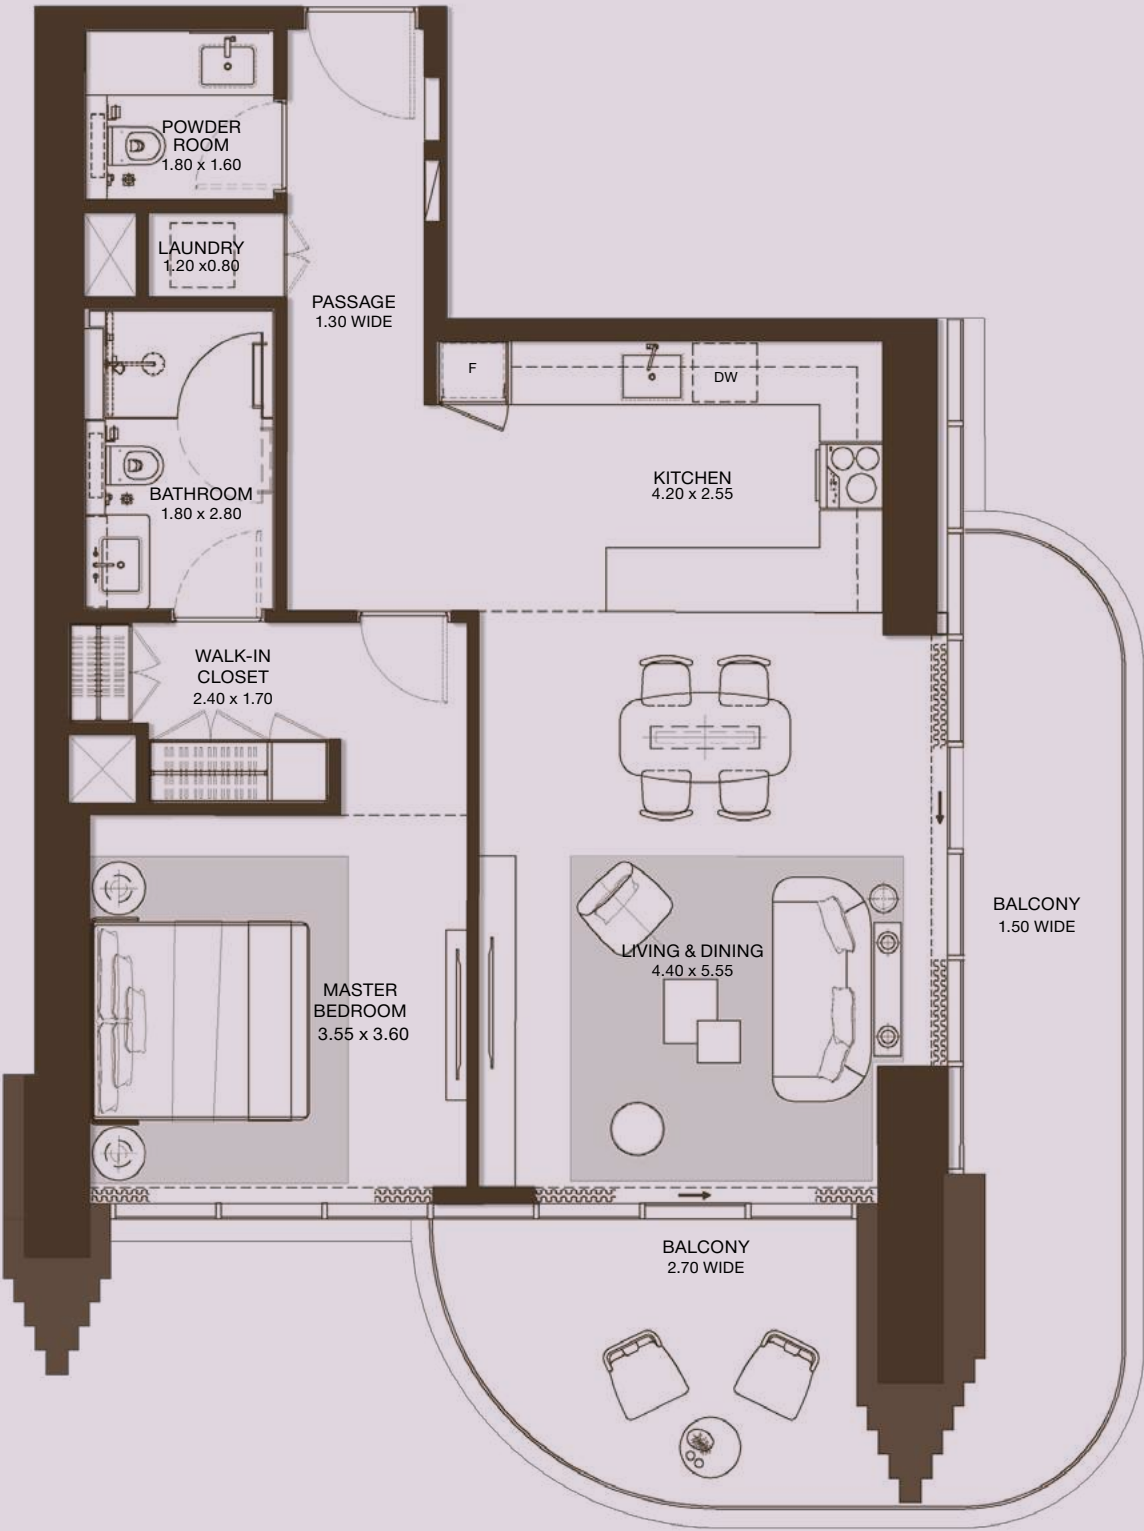 POWDER
ROOM
1.80 x 1.60
LAUNDRY
1.20 x0.80
PASSAGE
1.30 WIDE
F
DW
KITCHEN
4.20 x 2.55
BATHROOM
1.80 x 2.80
WALK-IN
CLOSET
2.40 x 1.70
BALCONY
1.50 WIDE
LIVING & DINING
4.40 x 5.55
MASTER
BEDROOM
3.55 x 3.60
BALCONY
2.70 WIDE